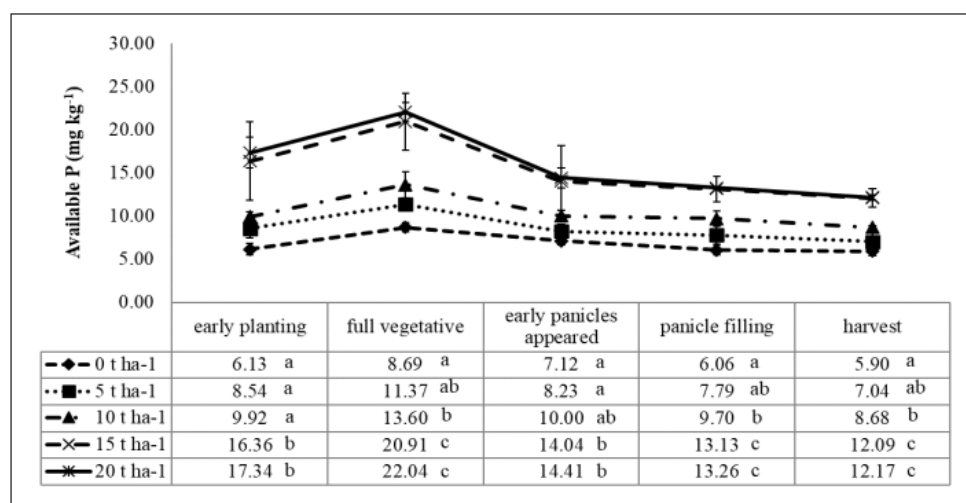 30.00
25.00
20.00
15.00
10.00
5.00
0.00
Available P (mg kg-1)
early planting full vegetative early panicles appeared panicle filling harvest
0 t ha-1 6.13 a 8.69 a 7.12 a 6.06 a 5.90 a
5 t ha-1 8.54 a 11.37 ab 8.23 a 7.79 ab 7.04 ab
10 t ha-1 9.92 a 13.60 b 10.00 ab 9.70 b 8.68 b
15 t ha-1 16.36 b 20.91 c 14.04 b 13.13 c 12.09 c
20 t ha-1 17.34 b 22.04 c 14.41 b 13.26 c 12.17 c